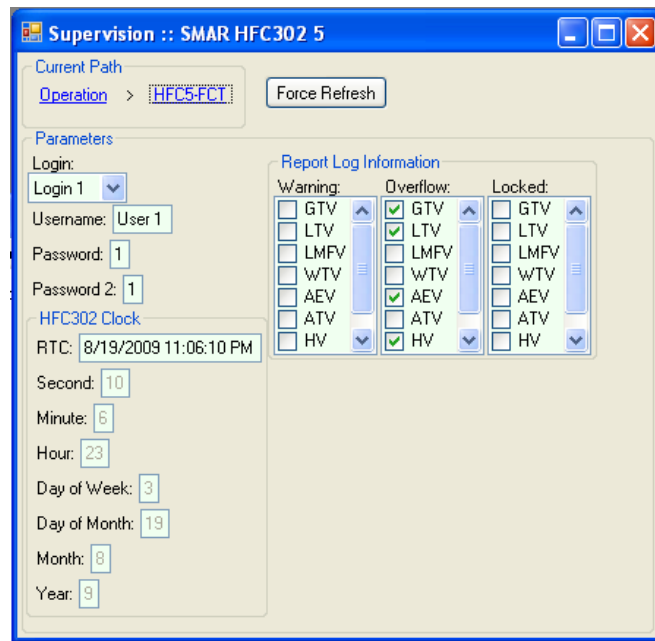 Supervision :: SMAR HFC302 5
Current Path
Operation > HFC5-FCT
Force Refresh
Parameters
Login:
Login 1
Username: User 1
Password: 1
Password 2: 1
HFC302 Clock
RTC: 8/19/2009 11:06:10 PM
Second: 10
Minute: 6
Hour: 23
Day of Week: 3
Day of Month: 19
Month: 8
Year: 9
Report Log Information
Warning: Overflow: Locked:
GTV GTV GTV
LTV LTV LTV
LMFV LMFV LMFV
WTV WTV WTV
AEV AEV AEV
ATV ATV ATV
HV HV HV